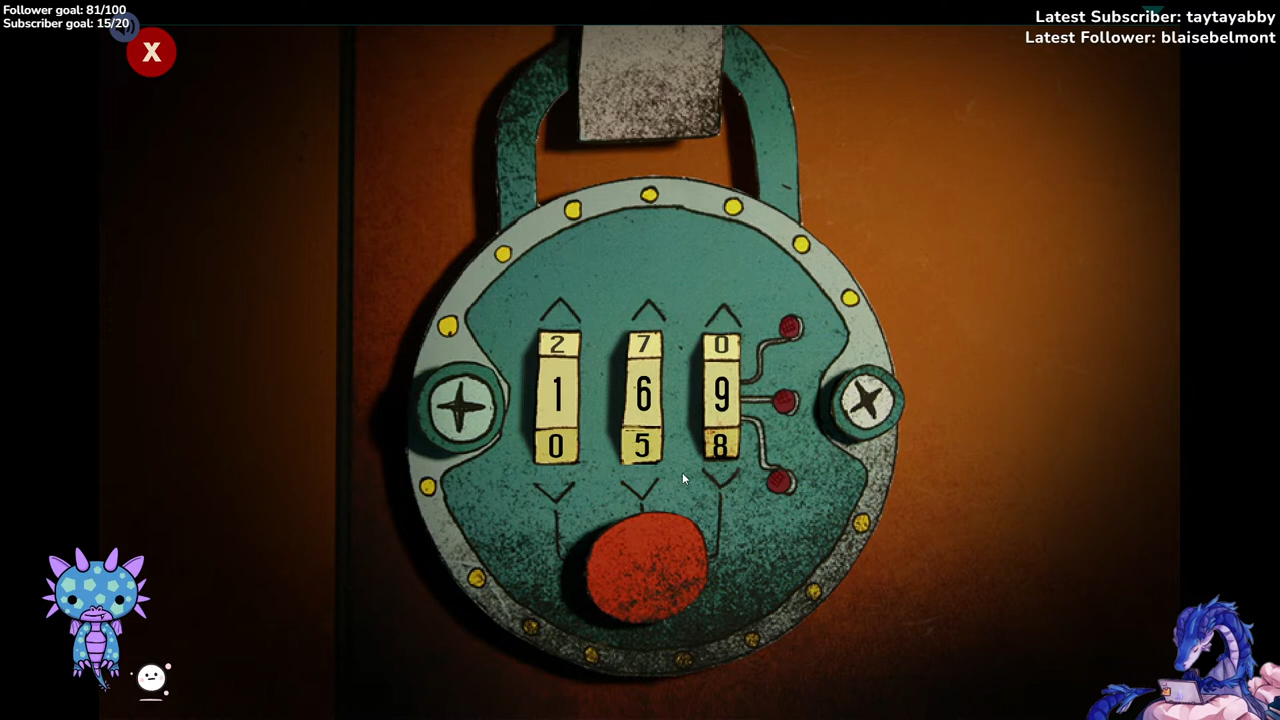 Follower goal: 81/100
Subscriber goal: 15/20
Latest Subscriber: taytayabby
Latest Follower: blaisebelmont
X
2 7 0
1 6 9
0 5 8